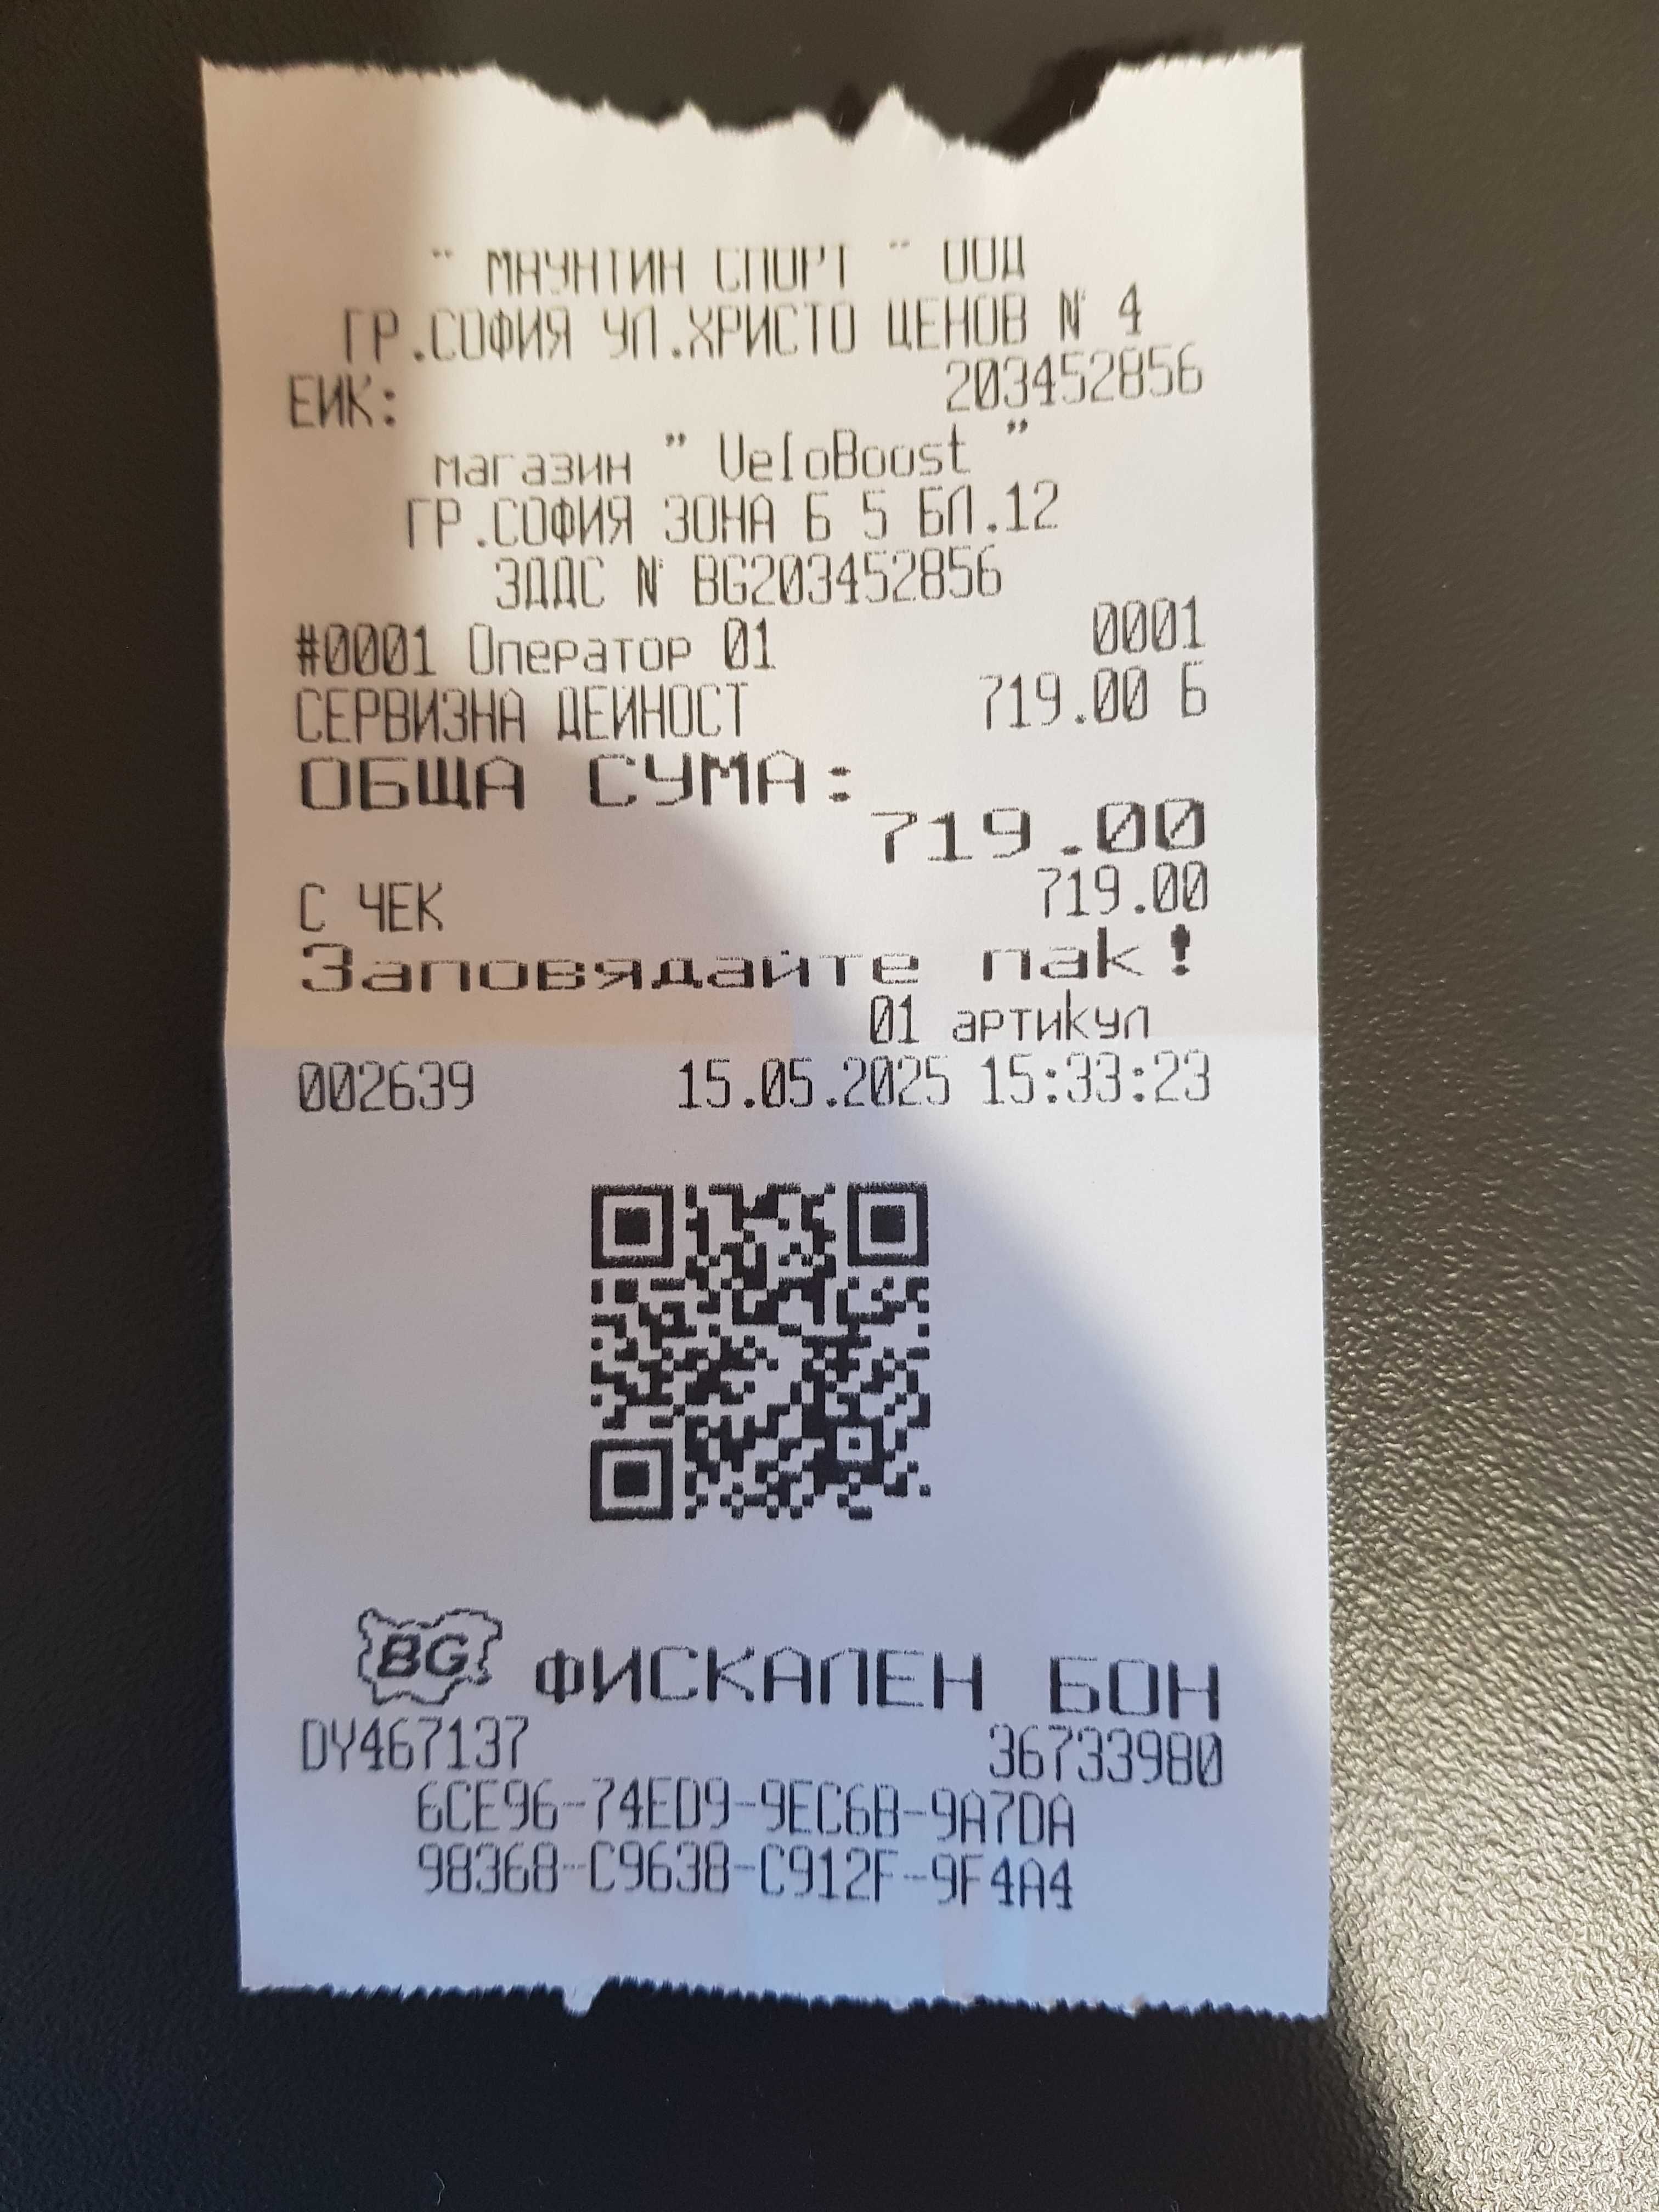 " МАУНТИН СПОРТ " ООД
ГР.СОФИЯ УЛ.ХРИСТО ЦЕНОВ N 4
ЕИК: 203452856
магазин " VeloBoost "
ГР.СОФИЯ ЗОНА Б 5 БЛ.12
ЗДДС N BG203452856
#0001 Оператор 01 0001
СЕРВИЗНА ДЕЙНОСТ 719.00 Б
ОБЩА СУМА:
719.00
С ЧЕК 719.00
Заповядайте пак!
01 артикул
002639 15.05.2025 15:33:23
BG ФИСКАЛЕН БОН
DY467137 36733980
6CE96-74ED9-9EC6B-9A7DA
98368-C9638-C912F-9F4A4